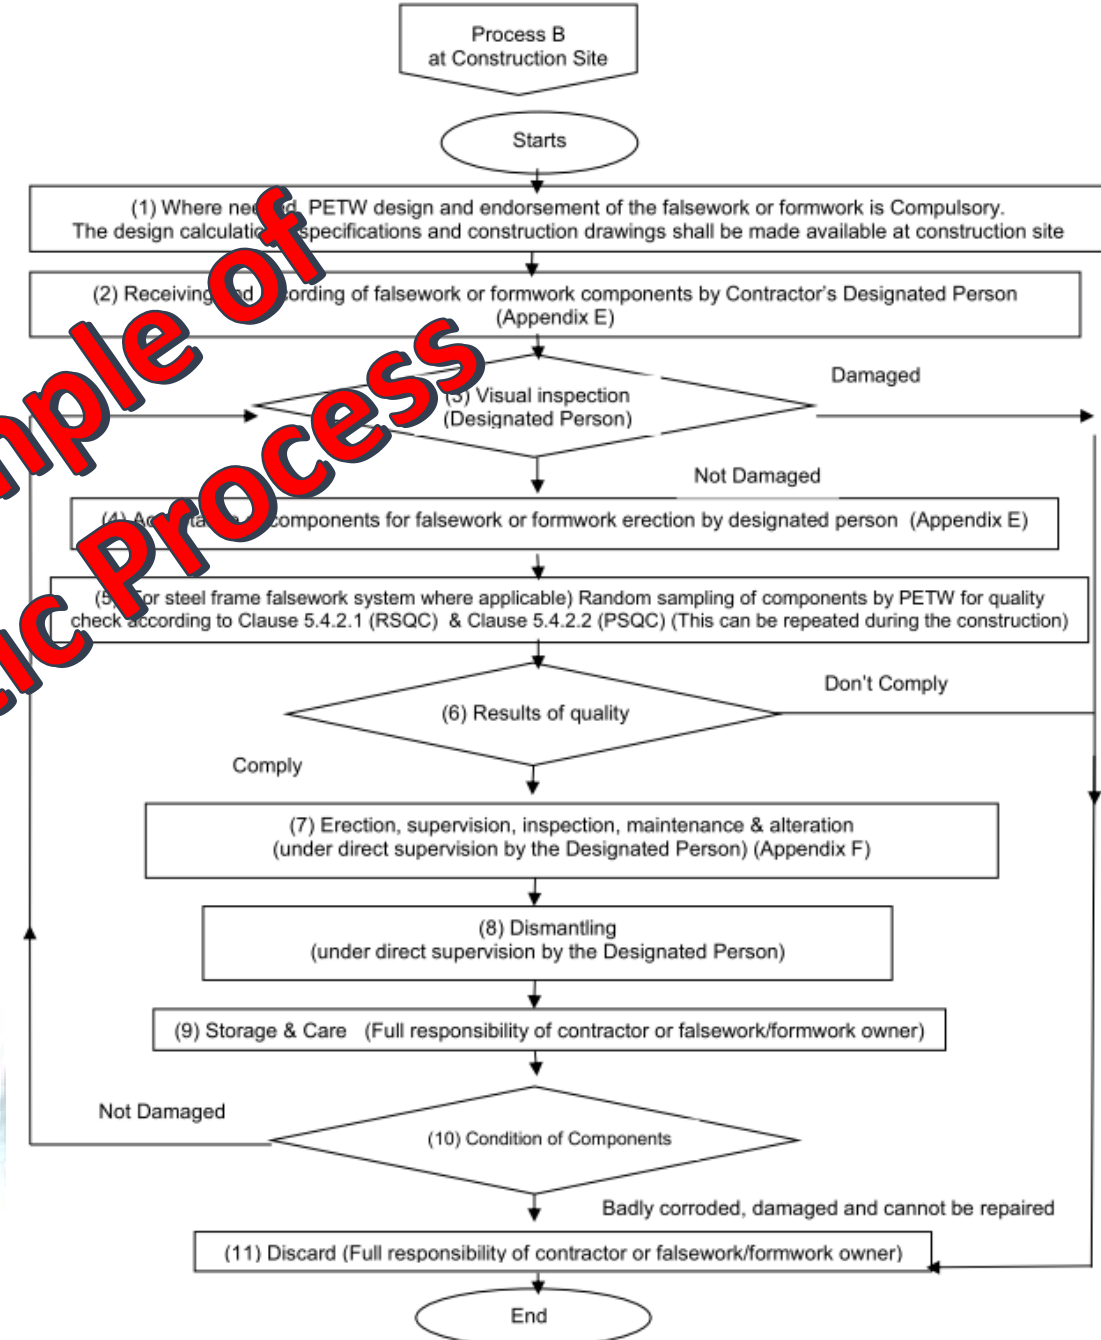 Process B
at Construction Site
Starts
(1) Where PETW design and endorsement of the falsework or formwork is Compulsory.
The design specifications and construction drawings shall be made available at construction site
(2) Receiving of falsework or formwork components by Contractor's Designated Person
(Appendix E)
Damaged
(3) Visual inspection
(Designated Person)
Not Damaged
(4) components for falsework or formwork erection by designated person (Appendix E)
(5) steel frame falsework system where applicable) Random sampling of components by PETW for quality
check according to Clause 5.4.2.1 (RSQC) & Clause 5.4.2.2 (PSQC) (This can be repeated during the construction)
Don't Comply
(6) Results of quality
Comply
(7) Erection, supervision, inspection, maintenance & alteration
(under direct supervision by the Designated Person) (Appendix F)
(8) Dismantling
(under direct supervision by the Designated Person)
(9) Storage & Care (Full responsibility of contractor or falsework/formwork owner)
Not Damaged
(10) Condition of Components
Badly corroded, damaged and cannot be repaired
(11) Discard (Full responsibility of contractor or falsework/formwork owner)
End
of
Process